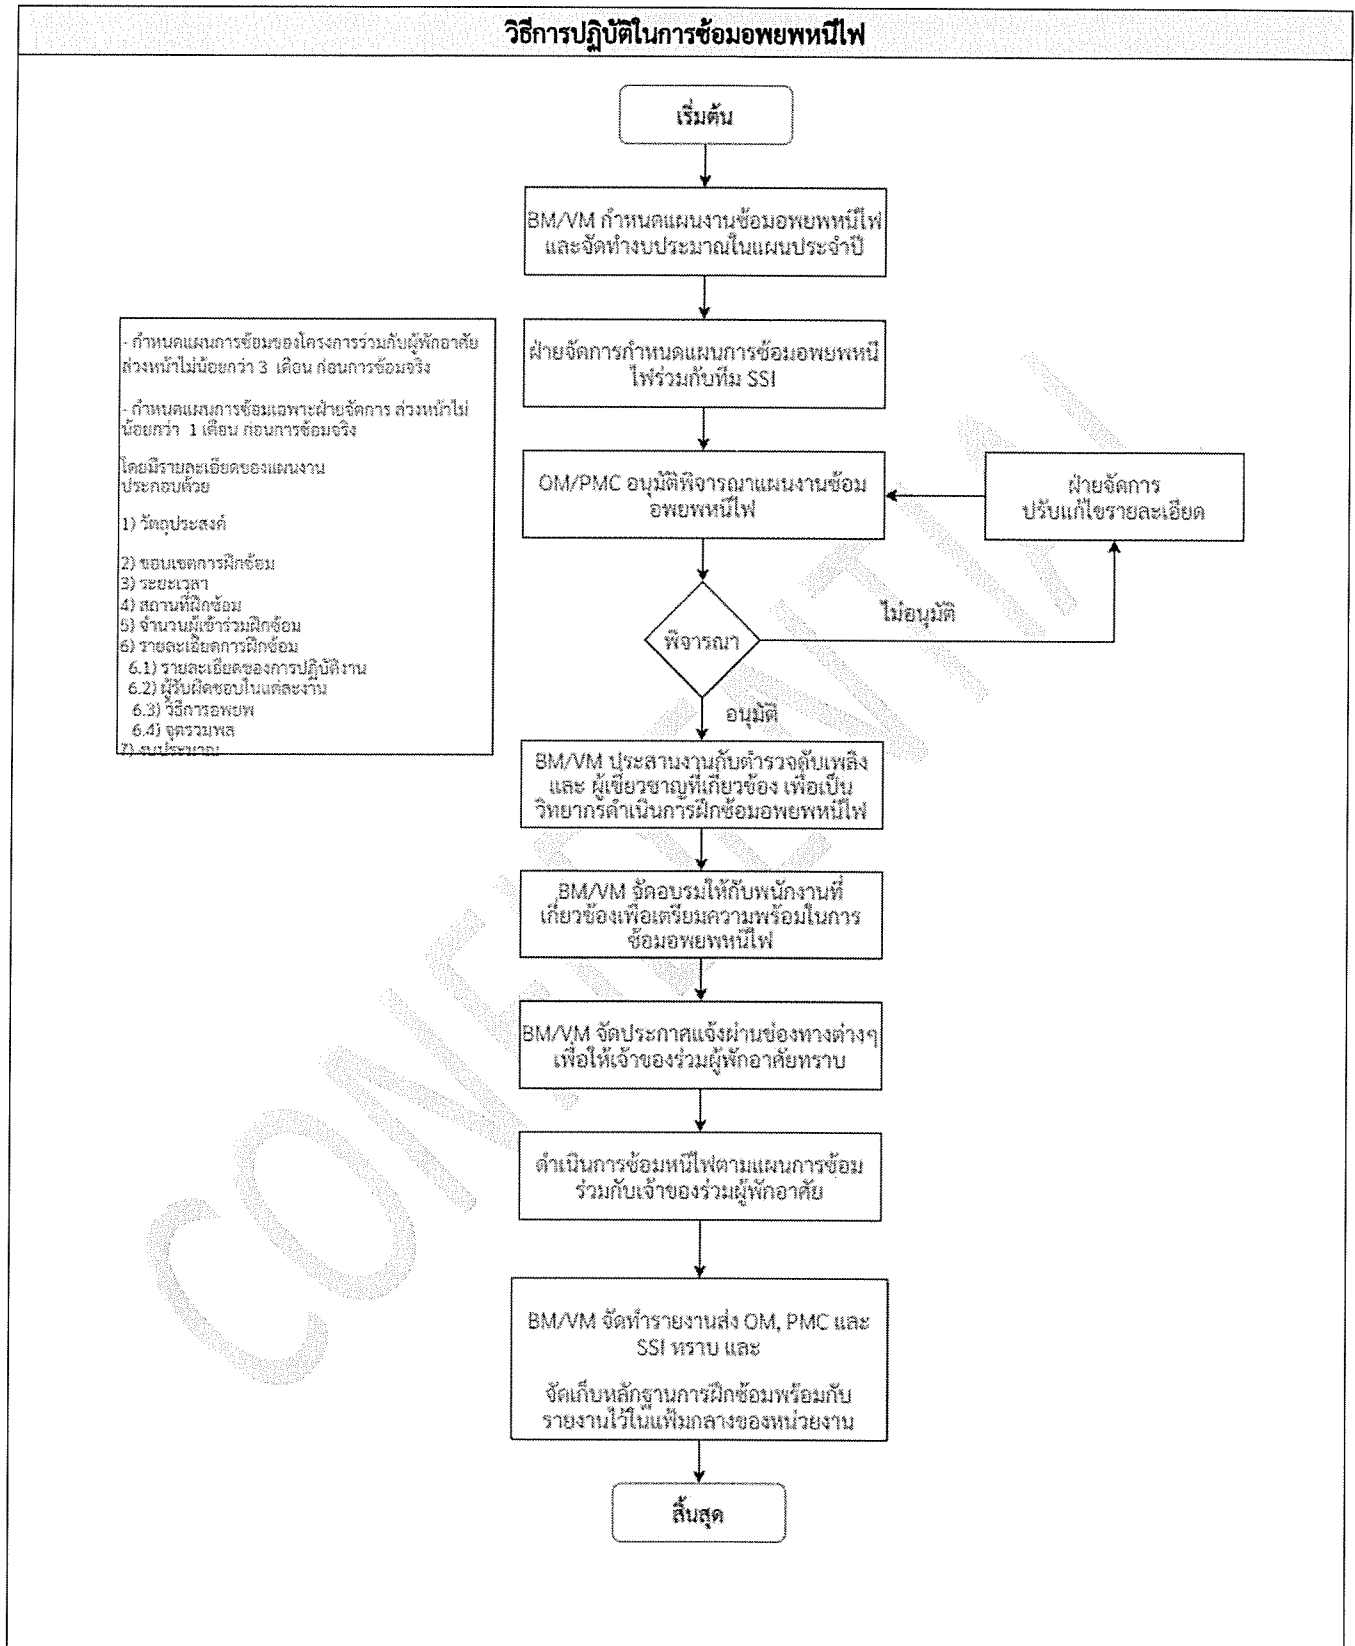 วิธีการปฏิบัติในการซ้อมอพยพหนีไฟ
เริ่มต้น
BM/VM กำหนดแผนงานซ้อมอพยพหนีไฟ
และจัดทำงบประมาณในแผนประจำปี
- กำหนดแผนการซ้อมของโครงการร่วมกับผู้พักอาศัย
ล่วงหน้าไม่น้อยกว่า 3 เดือน ก่อนการซ้อมจริง
- กำหนดแผนการซ้อมเฉพาะฝ่ายจัดการ ล่วงหน้าไม่
น้อยกว่า 1 เดือน ก่อนการซ้อมจริง
โดยมีรายละเอียดของแผนงาน
ประกอบด้วย
1) วัตถุประสงค์
2) ขอบเขตการฝึกซ้อม
3) ระยะเวลา
4) สถานที่ฝึกซ้อม
5) จำนวนผู้เข้าร่วมฝึกซ้อม
6) รายละเอียดการฝึกซ้อม
6.1) รายละเอียดของการปฏิบัติงาน
6.2) ผู้รับผิดชอบในแต่ละงาน
6.3) วิธีการอพยพ
6.4) จุดรวมพล
7) งบประมาณ
ฝ่ายจัดการกำหนดแผนการซ้อมอพยพหนี
ไฟร่วมกับทีม SSI
OM/PMC อนุมัติพิจารณาแผนงานซ้อม
อพยพหนีไฟ
ฝ่ายจัดการ
ปรับแก้ไขรายละเอียด
พิจารณา
ไม่อนุมัติ
อนุมัติ
BM/VM ประสานงานกับตำรวจดับเพลิง
และ ผู้เชี่ยวชาญที่เกี่ยวข้อง เพื่อเป็น
วิทยากรดำเนินการฝึกซ้อมอพยพหนีไฟ
BM/VM จัดอบรมให้กับพนักงานที่
เกี่ยวข้องเพื่อเตรียมความพร้อมในการ
ซ้อมอพยพหนีไฟ
BM/VM จัดประกาศแจ้งผ่านช่องทางต่างๆ
เพื่อให้เจ้าของร่วมผู้พักอาศัยทราบ
ดำเนินการซ้อมหนีไฟตามแผนการซ้อม
ร่วมกับเจ้าของร่วมผู้พักอาศัย
BM/VM จัดทำรายงานส่ง OM, PMC และ
SSI ทราบ และ
จัดเก็บหลักฐานการฝึกซ้อมพร้อมกับ
รายงานไว้ในแฟ้มกลางของหน่วยงาน
สิ้นสุด
CONFIDENTIAL